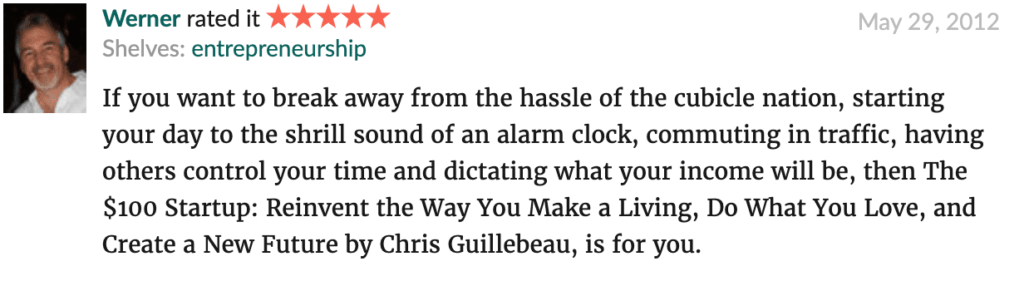 Werner rated it ★★★★★ May 29, 2012
Shelves: entrepreneurship
If you want to break away from the hassle of the cubicle nation, starting
your day to the shrill sound of an alarm clock, commuting in traffic, having
others control your time and dictating what your income will be, then The
$100 Startup: Reinvent the Way You Make a Living, Do What You Love, and
Create a New Future by Chris Guillebeau, is for you.